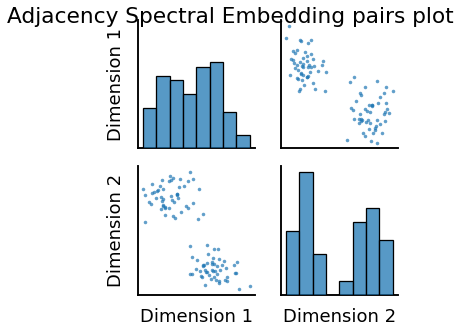 Adjacency Spectral Embedding pairs plot
Dimension 1
Dimension 2
Dimension 1
Dimension 2